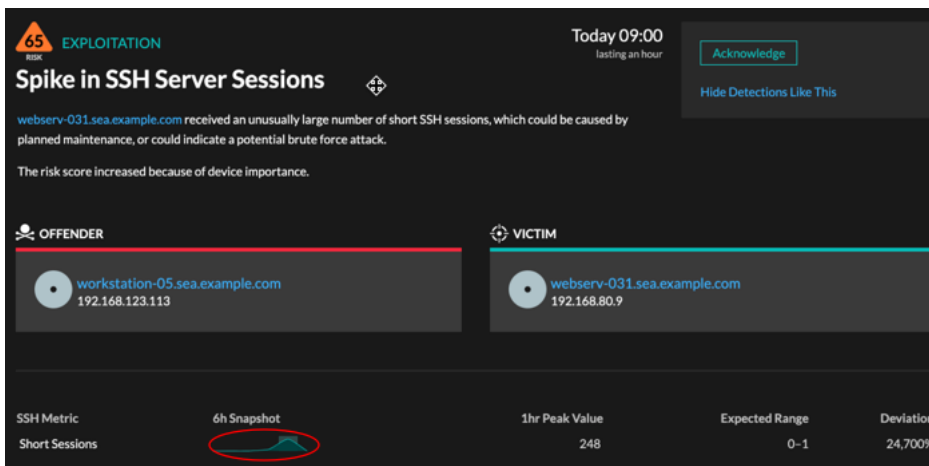 65
RISK
EXPLOITATION
Spike in SSH Server Sessions
Today 09:00
lasting an hour
Acknowledge
Hide Detections Like This
webserv-031.sea.example.com received an unusually large number of short SSH sessions, which could be caused by
planned maintenance, or could indicate a potential brute force attack.
The risk score increased because of device importance.
OFFENDER
workstation-05.sea.example.com
192.168.123.113
VICTIM
webserv-031.sea.example.com
192.168.80.9
SSH Metric 6h Snapshot 1hr Peak Value Expected Range Deviation
Short Sessions 248 0–1 24,700%